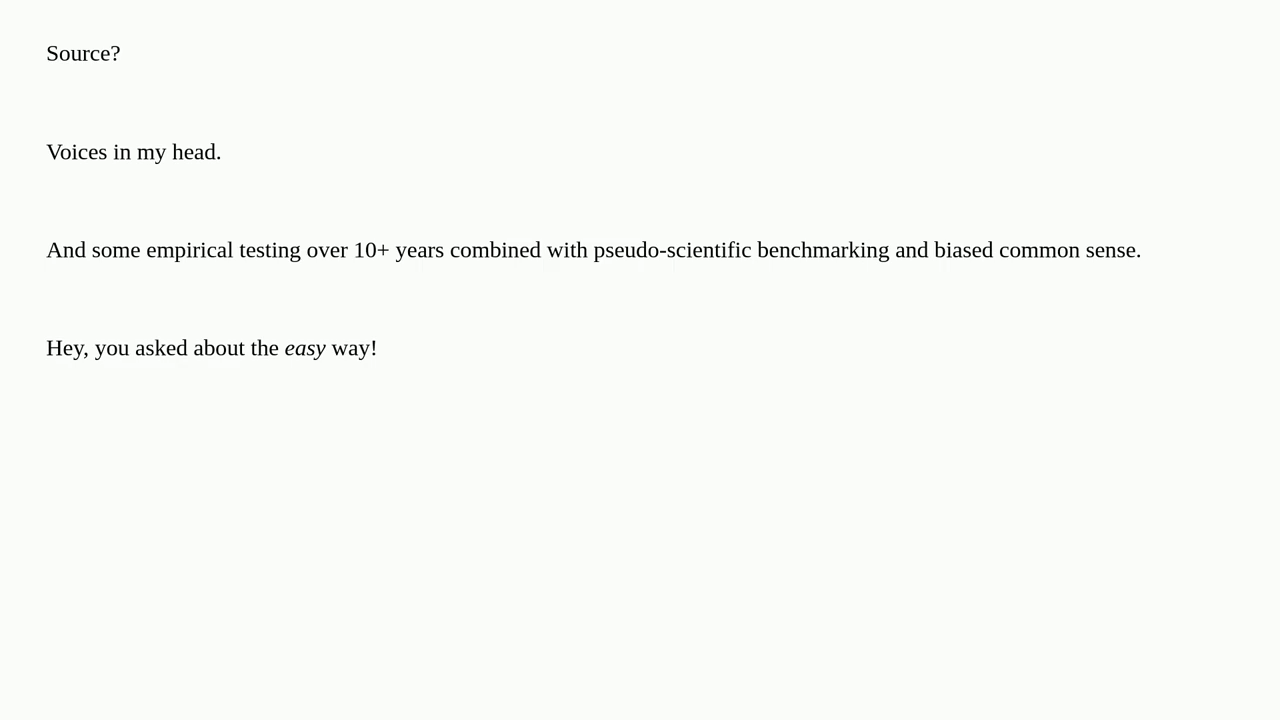 Source?
Voices in my head.
And some empirical testing over 10+ years combined with pseudo-scientific benchmarking and biased common sense.
Hey, you asked about the easy way!